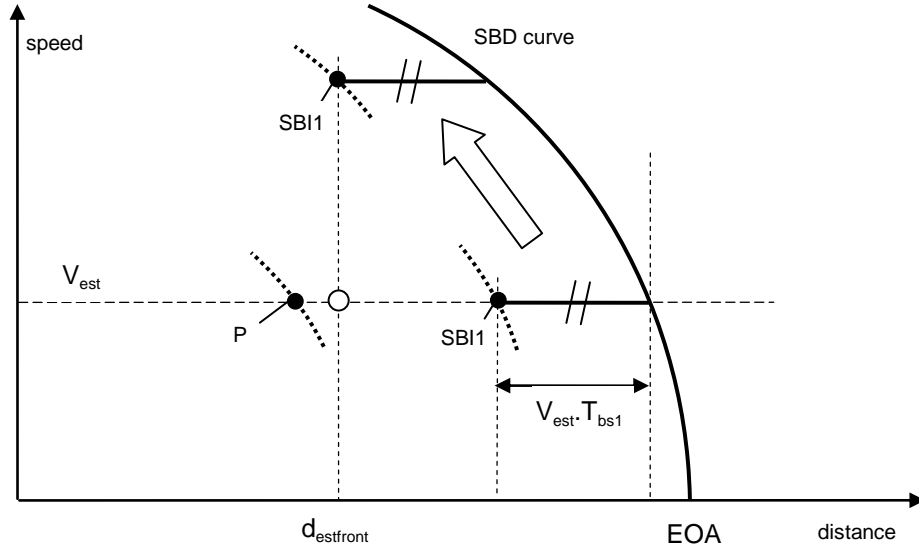 speed
SBD curve
SBI1
V_est
P
SBI1
V_est.T_bs1
d_estfront
EOA
distance